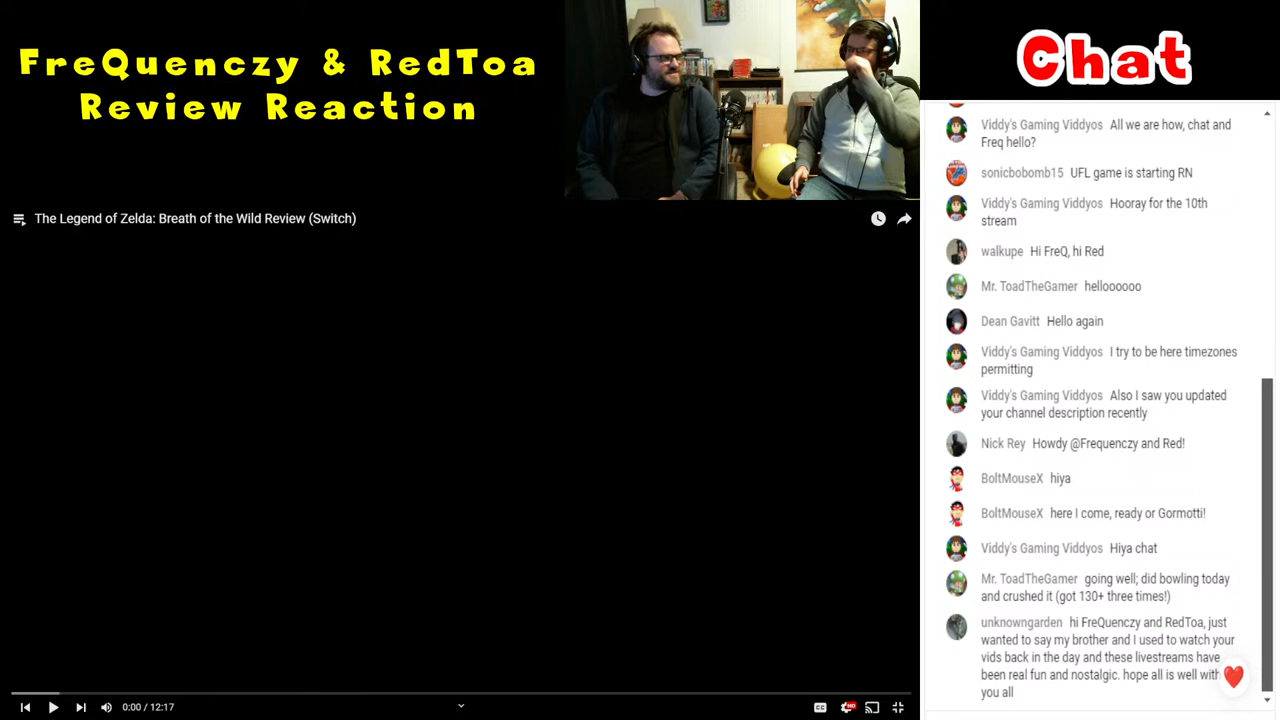 FreQuenczy & RedToa
Review Reaction
Chat
The Legend of Zelda: Breath of the Wild Review (Switch)
Viddy's Gaming Viddyos All we are how, chat and
Freq hello?
sonicbobomb15 UFL game is starting RN
Viddy's Gaming Viddyos Hooray for the 10th
stream
walkupe Hi FreQ, hi Red
Mr. ToadTheGamer helloooooo
Dean Gavitt Hello again
Viddy's Gaming Viddyos I try to be here timezones
permitting
Viddy's Gaming Viddyos Also I saw you updated
your channel description recently
Nick Rey Howdy @Frequenczy and Red!
BoltMouseX hiya
BoltMouseX here I come, ready or Gormotti!
Viddy's Gaming Viddyos Hiya chat
Mr. ToadTheGamer going well; did bowling today
and crushed it (got 130+ three times!)
unknowngarden hi FreQuenczy and RedToa, just
wanted to say my brother and I used to watch your
vids back in the day and these livestreams have
been real fun and nostalgic. hope all is well with
you all
0:00 / 12:17
CC
HD